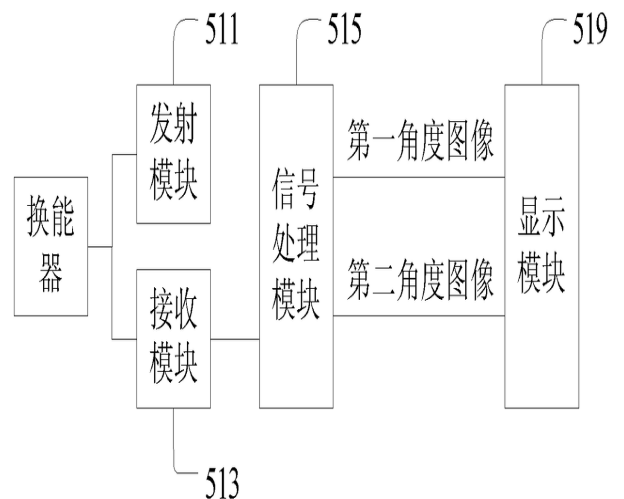 511
515
519
发射
模块
第一角度图像
换能
器
信号
处理
模块
显示
模块
第二角度图像
接收
模块
513